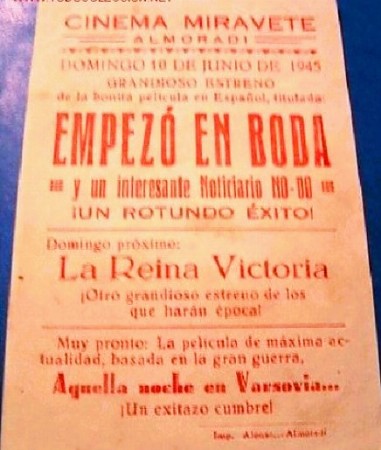 CINEMA MIRAVETE
ALMORADI
DOMINGO 10 DE JUNIO DE 1945
GRANDIOSO ESTRENO
de la bonita película en Español, titulada:
EMPEZÓ EN BODA
y un interesante Noticiario NO-DO
¡UN ROTUNDO ÉXITO!
Domingo próximo:
La Reina Victoria
¡Otro grandioso estreno de los
que harán época!
Muy pronto: La película de máxima ac-
tualidad, basada en la gran guerra,
Aquella noche en Varsovia...
¡Un exitazo cumbre!
Imp. Alonso.-Almoradí